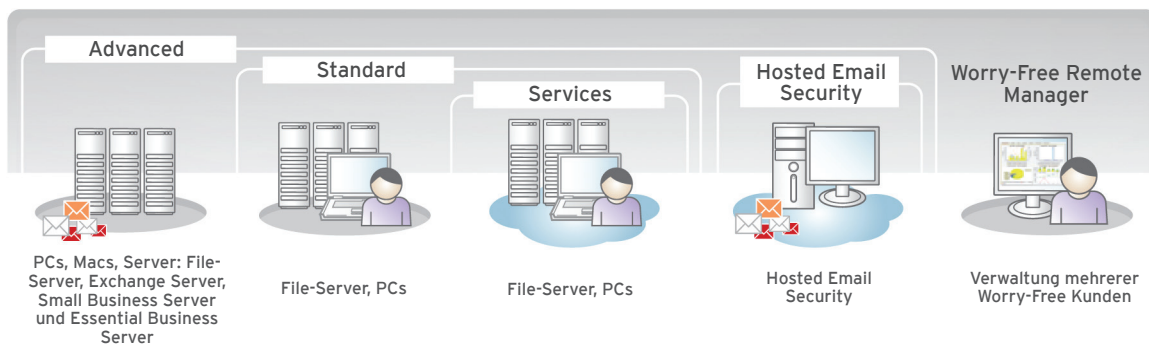 Advanced
Standard
Services
Hosted Email
Security
Worry-Free Remote
Manager
PCs, Macs, Server: File-
Server, Exchange Server,
Small Business Server
und Essential Business
Server
File-Server, PCs
File-Server, PCs
Hosted Email
Security
Verwaltung mehrerer
Worry-Free Kunden